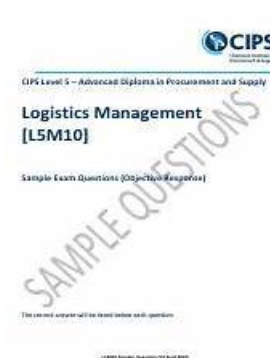 CIPS
CIPS Level 5 – Advanced Diploma in Procurement and Supply
Logistics Management
[L5M10]
Sample Exam Questions (Objective Response)
SAMPLE QUESTIONS
The correct answer will be listed below each question